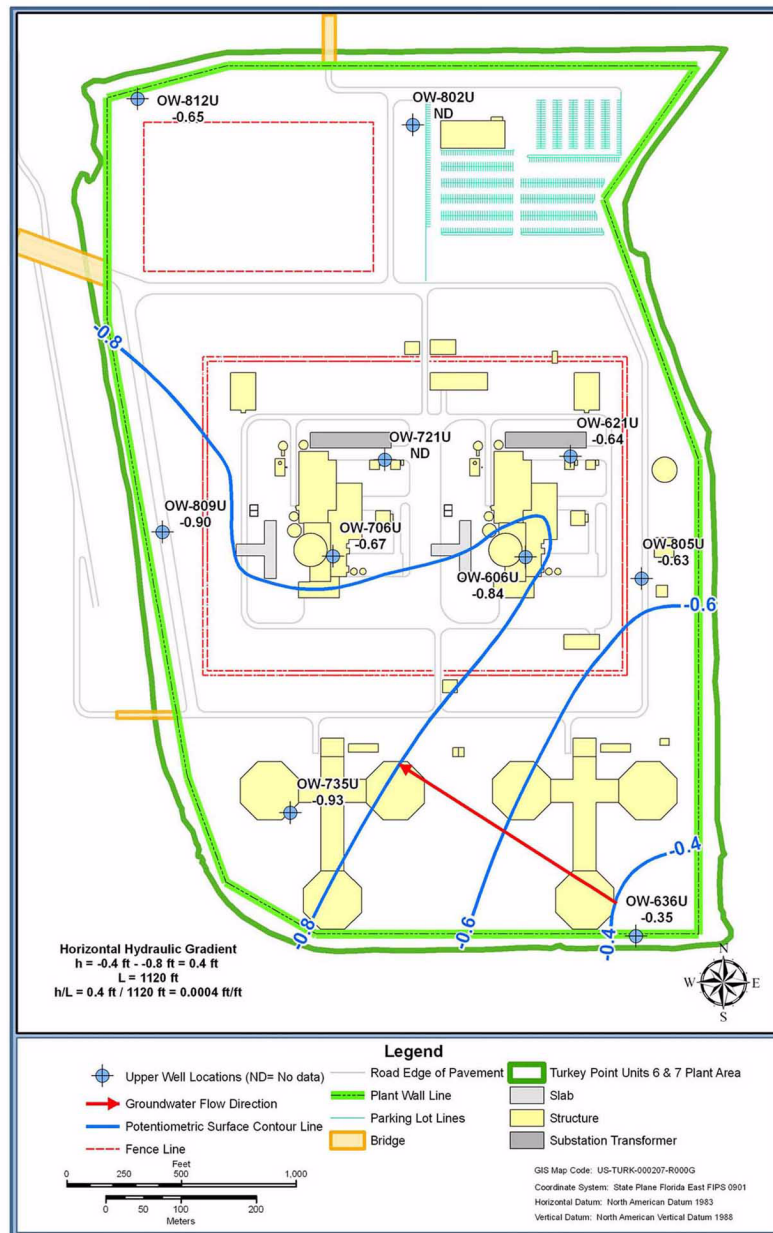 OW-812U
-0.65
OW-802U
ND
-0.8
OW-721U
ND
OW-621U
-0.64
OW-809U
-0.90
OW-706U
-0.67
OW-606U
-0.84
OW-805U
-0.63
-0.6
OW-735U
-0.93
-0.4
OW-636U
-0.35
-0.8
-0.6
-0.4
Horizontal Hydraulic Gradient
h = -0.4 ft - -0.8 ft = 0.4 ft
L = 1120 ft
h/L = 0.4 ft / 1120 ft = 0.0004 ft/ft
N
W E
S
Legend
Upper Well Locations (ND= No data)
Groundwater Flow Direction
Potentiometric Surface Contour Line
Fence Line
Road Edge of Pavement
Plant Wall Line
Parking Lot Lines
Bridge
Turkey Point Units 6 & 7 Plant Area
Slab
Structure
Substation Transformer
Feet
0 250 500 1,000
0 50 100 200
Meters
GIS Map Code: US-TURK-000207-R000G
Coordinate System: State Plane Florida East FIPS 0901
Horizontal Datum: North American Datum 1983
Vertical Datum: North American Vertical Datum 1988